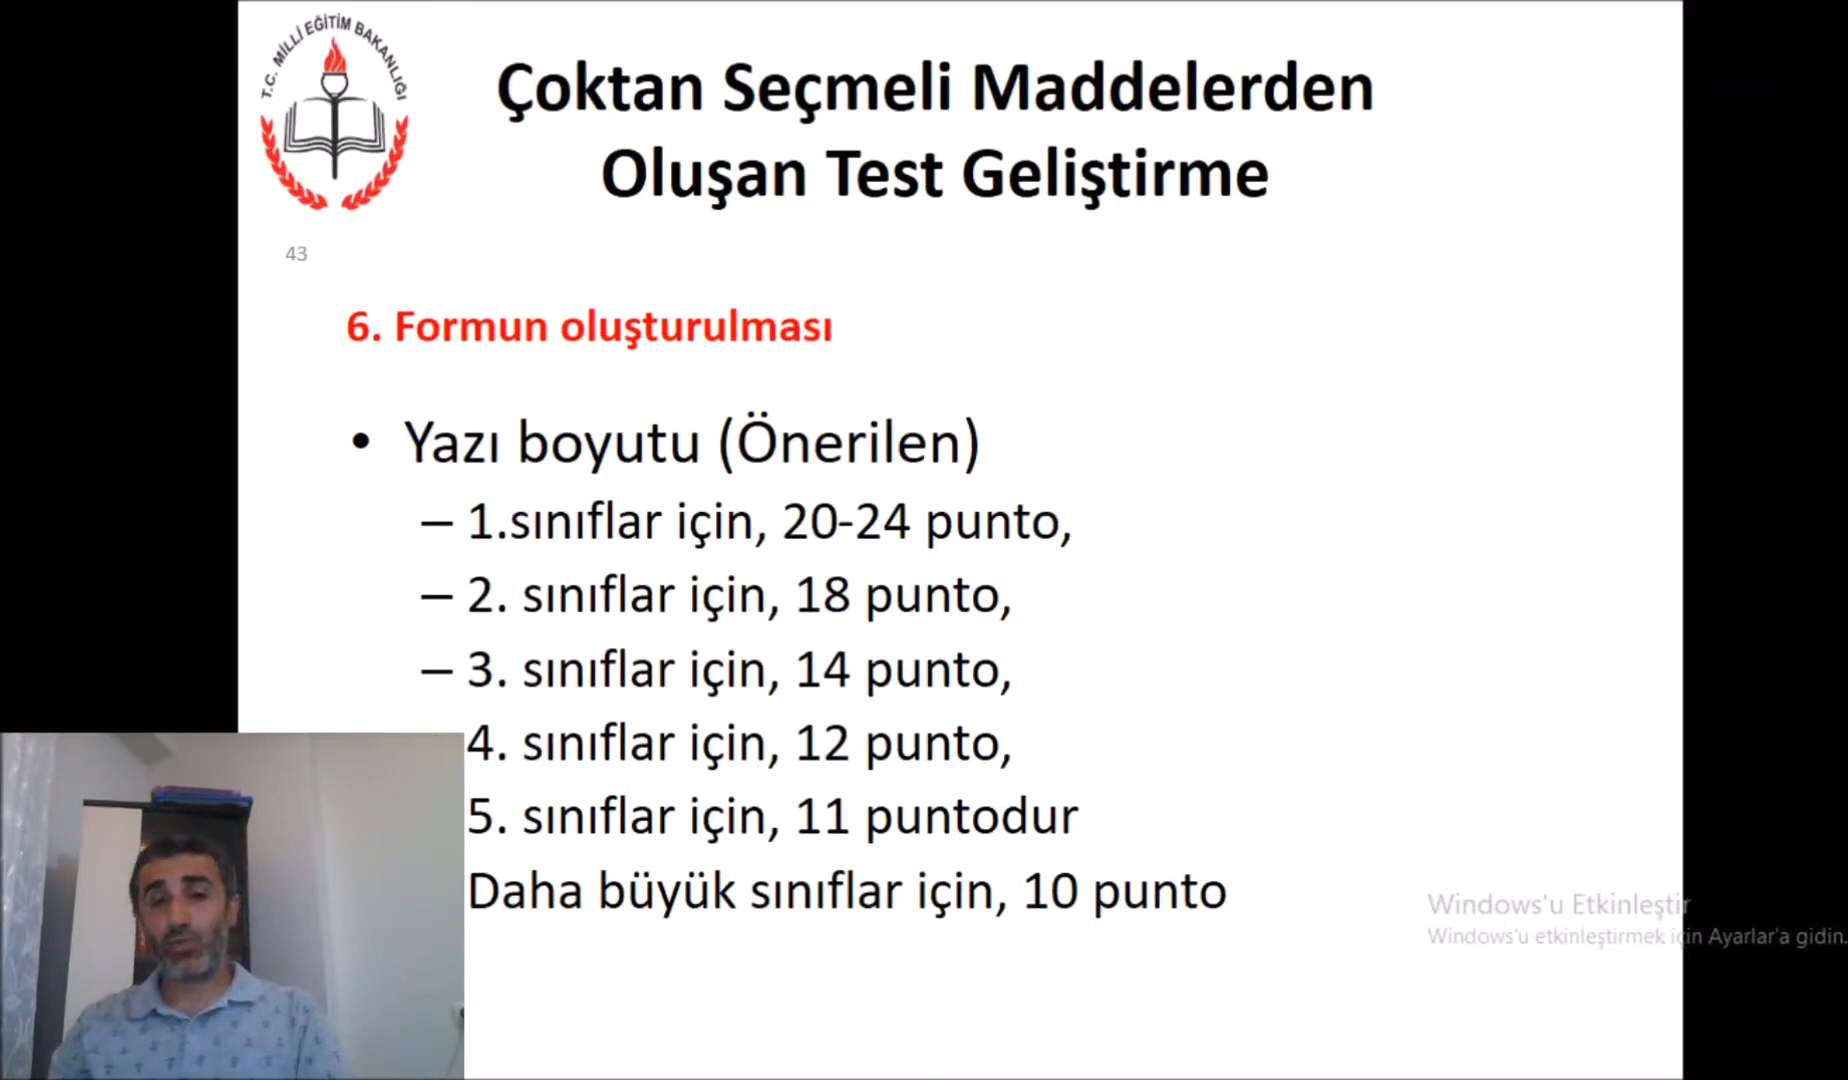 T.C. MİLLİ EĞİTİM BAKANLIĞI
Çoktan Seçmeli Maddelerden
Oluşan Test Geliştirme
43
6. Formun oluşturulması
• Yazı boyutu (Önerilen)
– 1.sınıflar için, 20-24 punto,
– 2. sınıflar için, 18 punto,
– 3. sınıflar için, 14 punto,
4. sınıflar için, 12 punto,
5. sınıflar için, 11 puntodur
Daha büyük sınıflar için, 10 punto
Windows'u Etkinleştir
Windows'u etkinleştirmek için Ayarlar'a gidin.